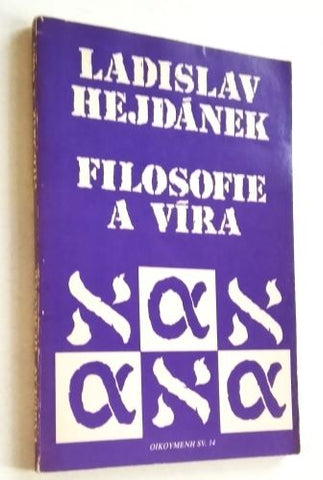 LADISLAV
HEJDÁNEK
FILOSOFIE
A VÍRA
א α א
α א α
OIKOYMENH SV. 14